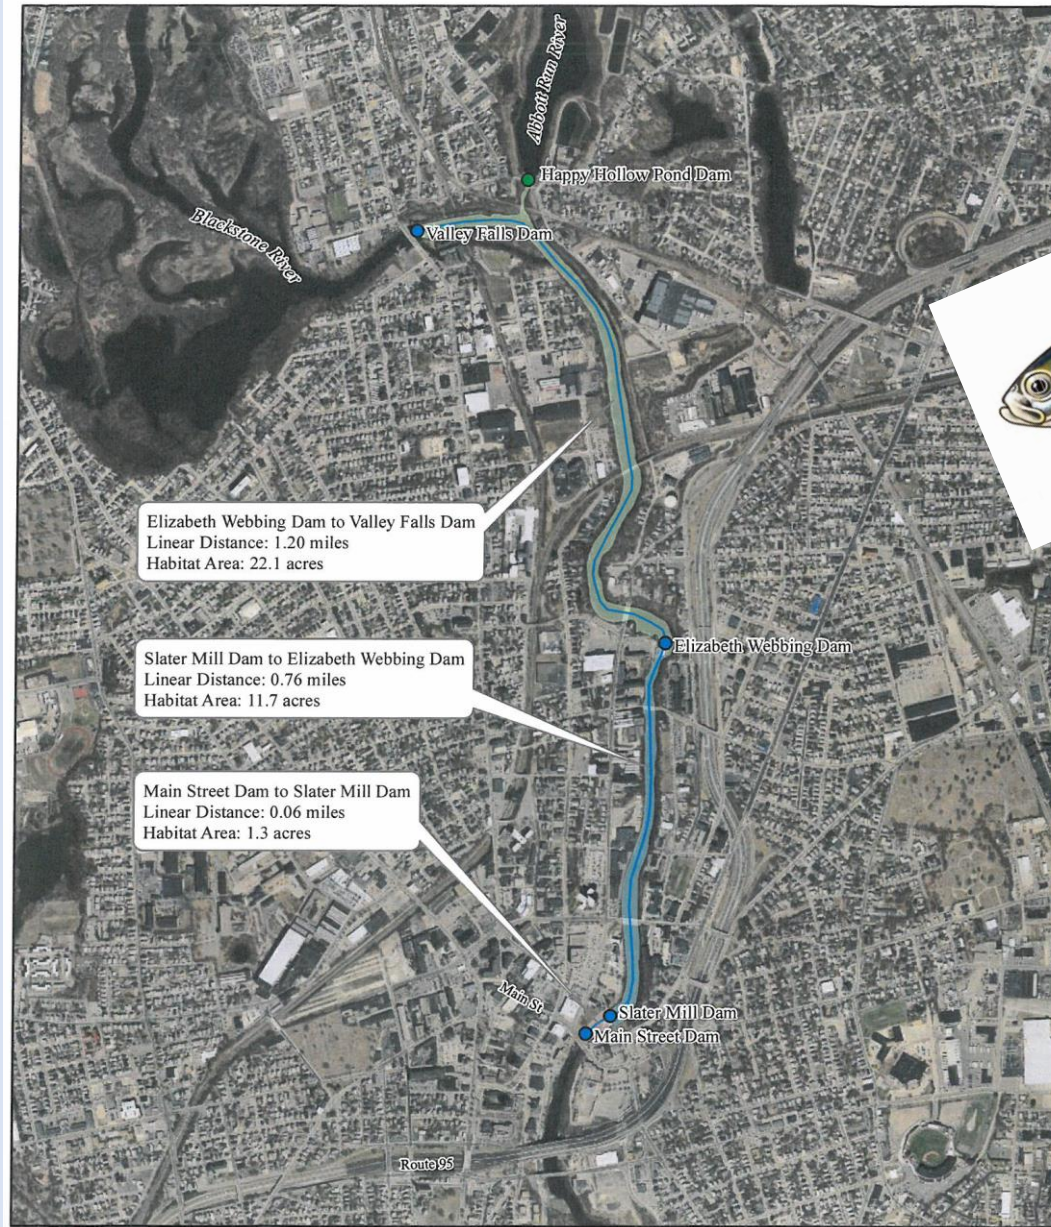 Abbott Run River
Happy Hollow Pond Dam
Blackstone River
Valley Falls Dam
Elizabeth Webbing Dam to Valley Falls Dam
Linear Distance: 1.20 miles
Habitat Area: 22.1 acres
Elizabeth Webbing Dam
Slater Mill Dam to Elizabeth Webbing Dam
Linear Distance: 0.76 miles
Habitat Area: 11.7 acres
Main Street Dam to Slater Mill Dam
Linear Distance: 0.06 miles
Habitat Area: 1.3 acres
Main St
Slater Mill Dam
Main Street Dam
Route 95